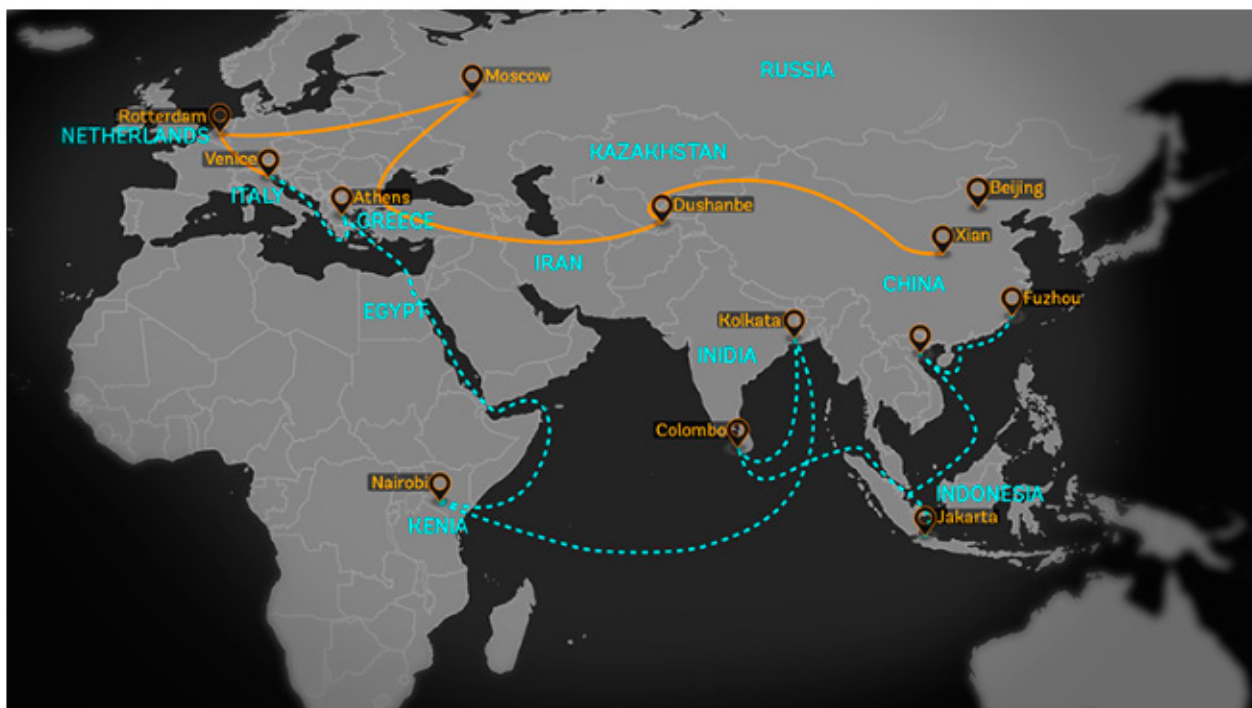 RUSSIA
Moscow
Rotterdam
NETHERLANDS
KAZAKHSTAN
Venice
ITALY
Athens
GREECE
Dushanbe
Beijing
Xian
IRAN
CHINA
Fuzhou
EGYPT
Kolkata
INIDIA
Colombo
Nairobi
KENIA
INDONESIA
Jakarta